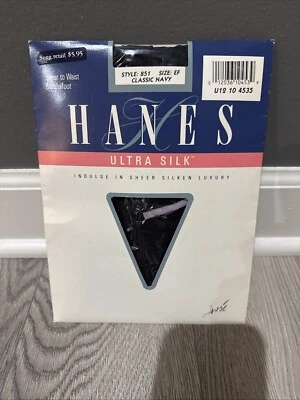 Sugg. retail $5.95
Sheer to Waist
Sandalfoot
STYLE: 851 SIZE: EF
CLASSIC NAVY
U12 10 4535
HANES
ULTRA SILK™
INDULGE IN SHEER SILKEN LUXURY